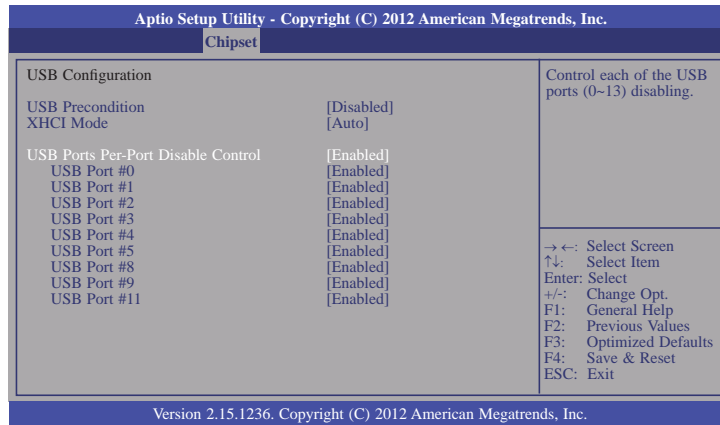 Aptio Setup Utility - Copyright (C) 2012 American Megatrends, Inc.
Chipset
USB Configuration
USB Precondition [Disabled]
XHCI Mode [Auto]
USB Ports Per-Port Disable Control [Enabled]
USB Port #0 [Enabled]
USB Port #1 [Enabled]
USB Port #2 [Enabled]
USB Port #3 [Enabled]
USB Port #4 [Enabled]
USB Port #5 [Enabled]
USB Port #8 [Enabled]
USB Port #9 [Enabled]
USB Port #11 [Enabled]
Control each of the USB
ports (0~13) disabling.
→ ←: Select Screen
↑↓: Select Item
Enter: Select
+/-: Change Opt.
F1: General Help
F2: Previous Values
F3: Optimized Defaults
F4: Save & Reset
ESC: Exit
Version 2.15.1236. Copyright (C) 2012 American Megatrends, Inc.